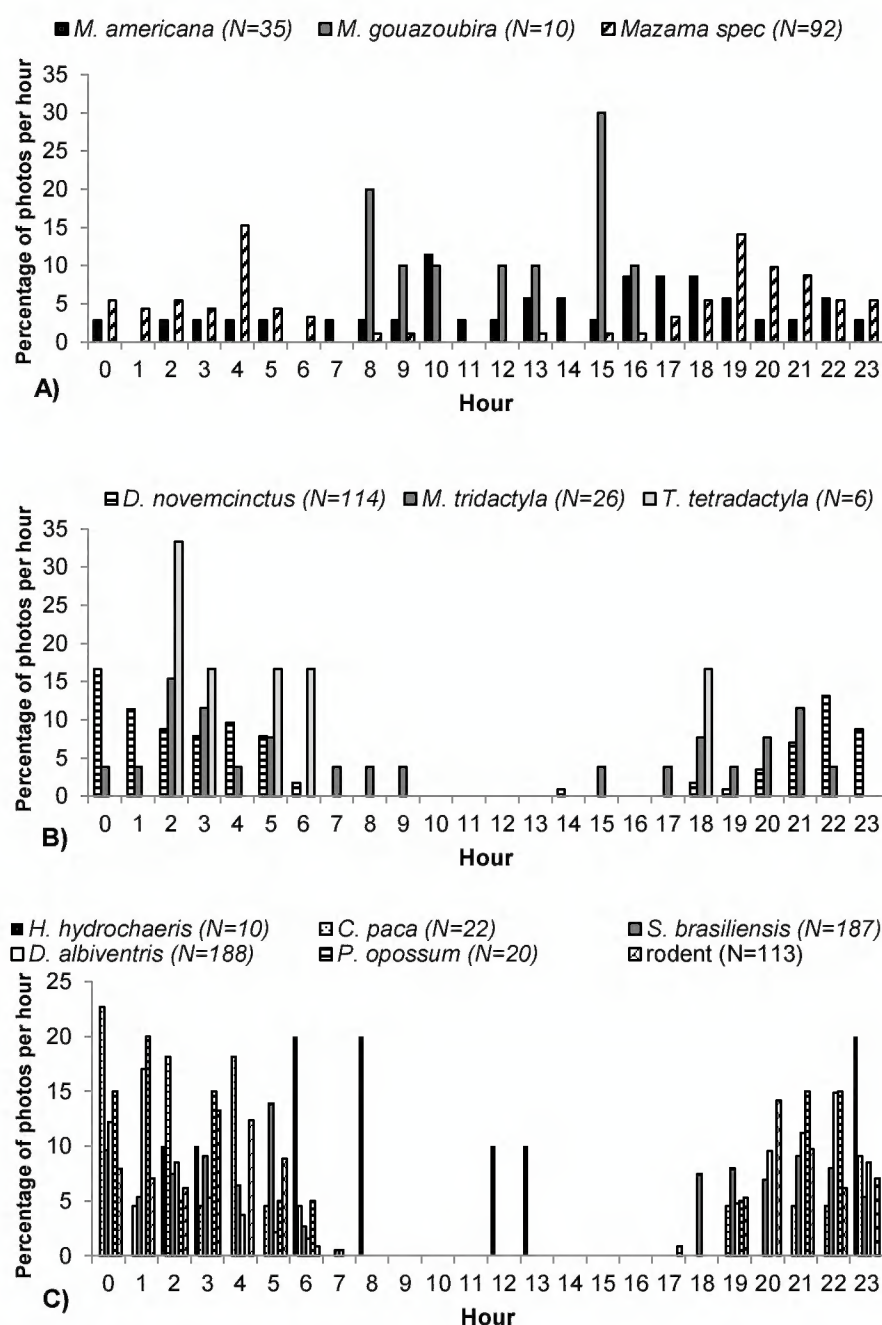 M. americana (N=35) M. gouazoubira (N=10) Mazama spec (N=92)
Percentage of photos per hour
35
30
25
20
15
10
5
0
0 1 2 3 4 5 6 7 8 9 10 11 12 13 14 15 16 17 18 19 20 21 22 23
A)
Hour
D. novemcinctus (N=114) M. tridactyla (N=26) T. tetradactyla (N=6)
Percentage of photos per hour
35
30
25
20
15
10
5
0
0 1 2 3 4 5 6 7 8 9 10 11 12 13 14 15 16 17 18 19 20 21 22 23
B)
Hour
H. hydrochaeris (N=10) C. paca (N=22) S. brasiliensis (N=187)
D. albiventris (N=188) P. opossum (N=20) rodent (N=113)
Percentage of photos per hour
25
20
15
10
5
0
0 1 2 3 4 5 6 7 8 9 10 11 12 13 14 15 16 17 18 19 20 21 22 23
C)
Hour